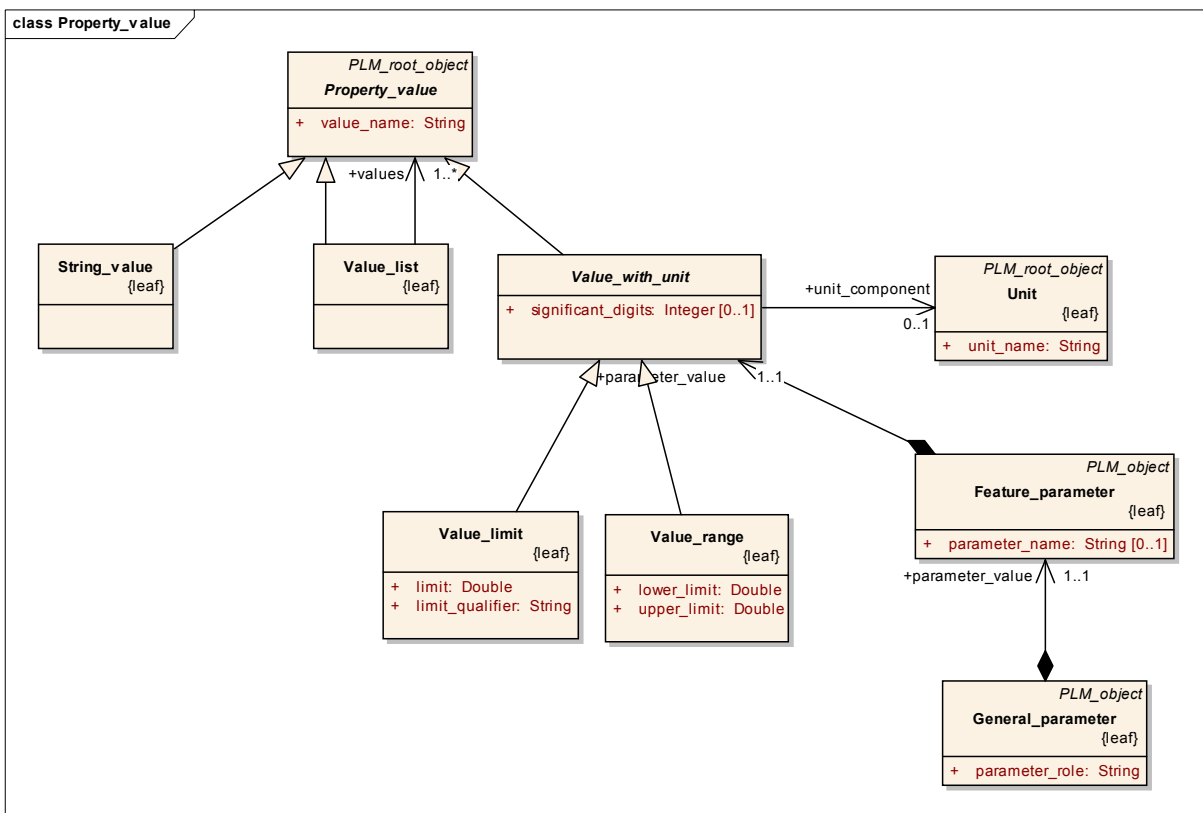 class Property_value
PLM_root_object
Property_value
+ value_name: String
+values 1..*
String_value
{leaf}
Value_list
{leaf}
Value_with_unit
+ significant_digits: Integer [0..1]
PLM_root_object
Unit
{leaf}
+ unit_name: String
+unit_component
0..1
+parameter_value 1..1
PLM_object
Feature_parameter
{leaf}
+ parameter_name: String [0..1]
Value_limit
{leaf}
+ limit: Double
+ limit_qualifier: String
Value_range
{leaf}
+ lower_limit: Double
+ upper_limit: Double
+parameter_value 1..1
PLM_object
General_parameter
{leaf}
+ parameter_role: String